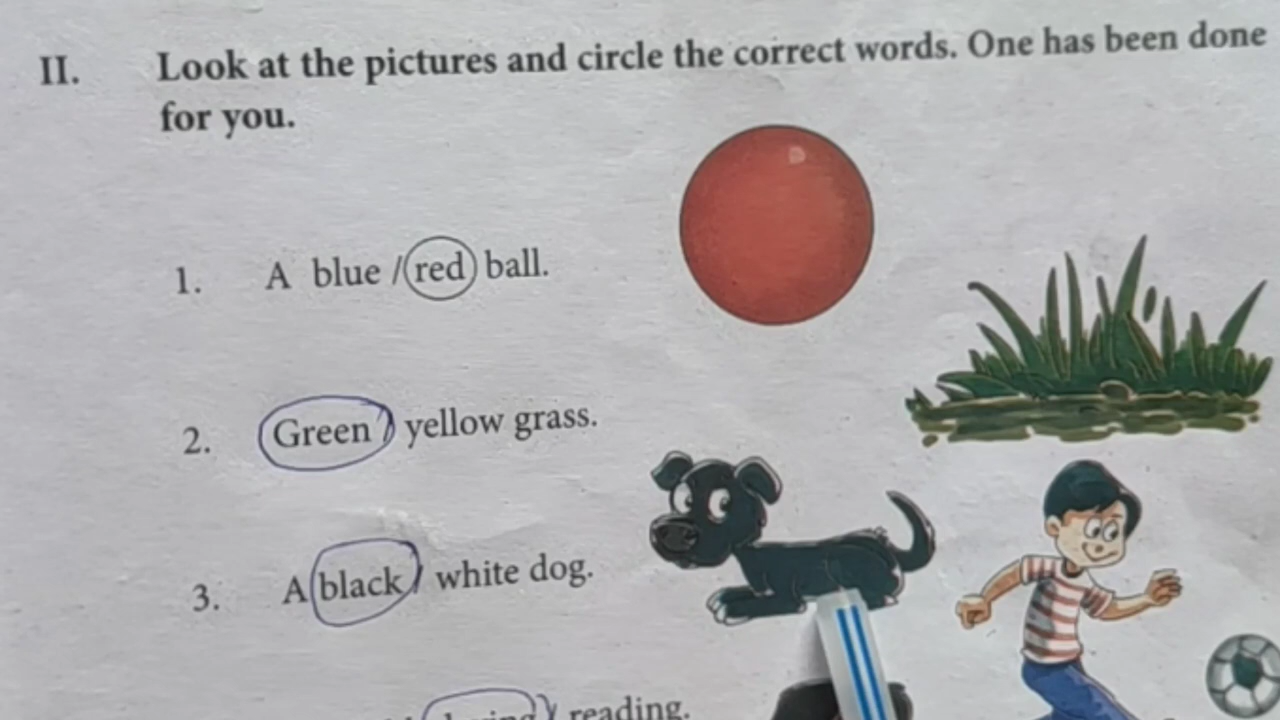 II. Look at the pictures and circle the correct words. One has been done
for you.
1. A blue / red ball.
2. Green / yellow grass.
3. A black / white dog.
reading.